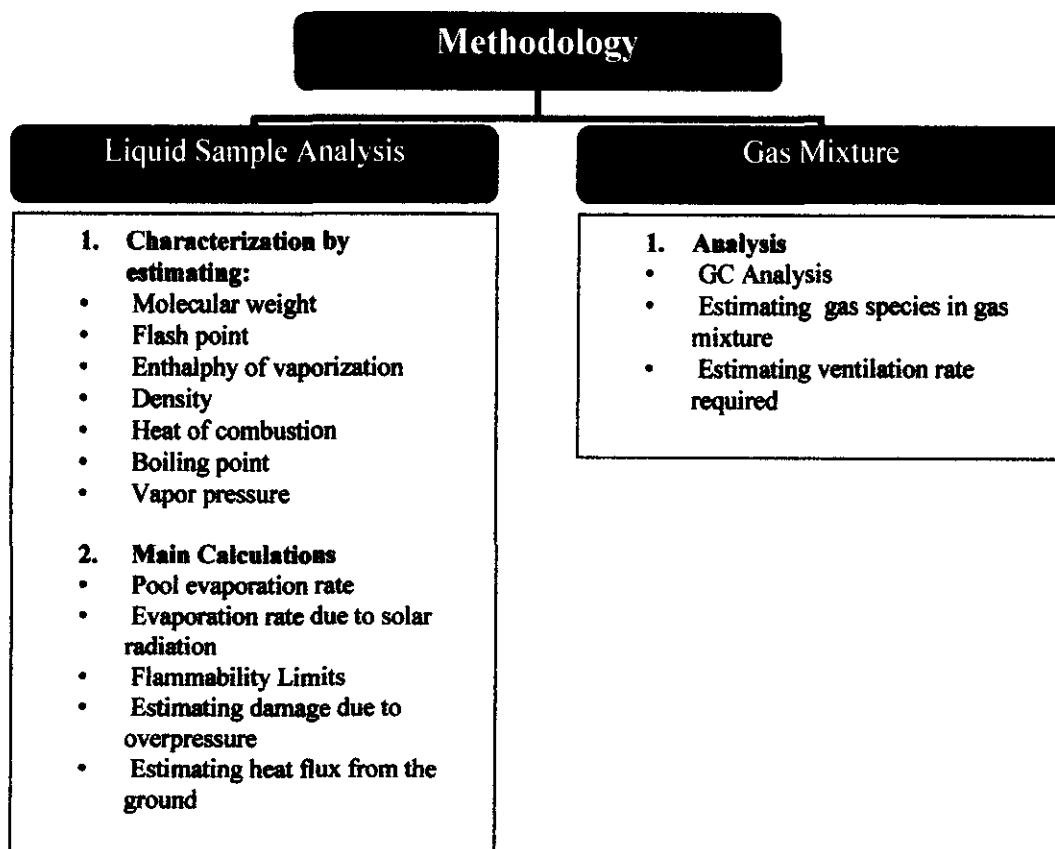 Methodology
Liquid Sample Analysis
1. Characterization by
estimating:
• Molecular weight
• Flash point
• Enthalphy of vaporization
• Density
• Heat of combustion
• Boiling point
• Vapor pressure
2. Main Calculations
• Pool evaporation rate
• Evaporation rate due to solar
radiation
• Flammability Limits
• Estimating damage due to
overpressure
• Estimating heat flux from the
ground
Gas Mixture
1. Analysis
• GC Analysis
• Estimating gas species in gas
mixture
• Estimating ventilation rate
required